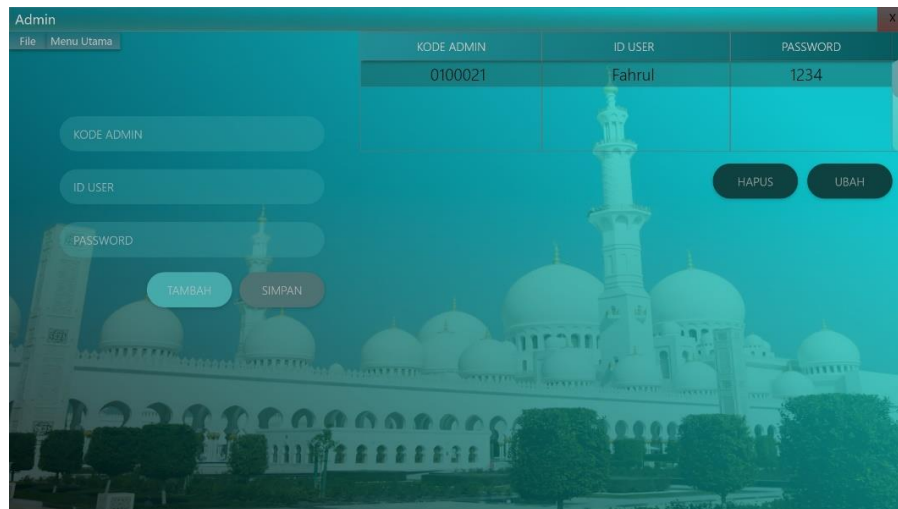 Admin X
File Menu Utama
KODE ADMIN ID USER PASSWORD
0100021 Fahrul 1234
KODE ADMIN
ID USER
PASSWORD
HAPUS UBAH
TAMBAH SIMPAN